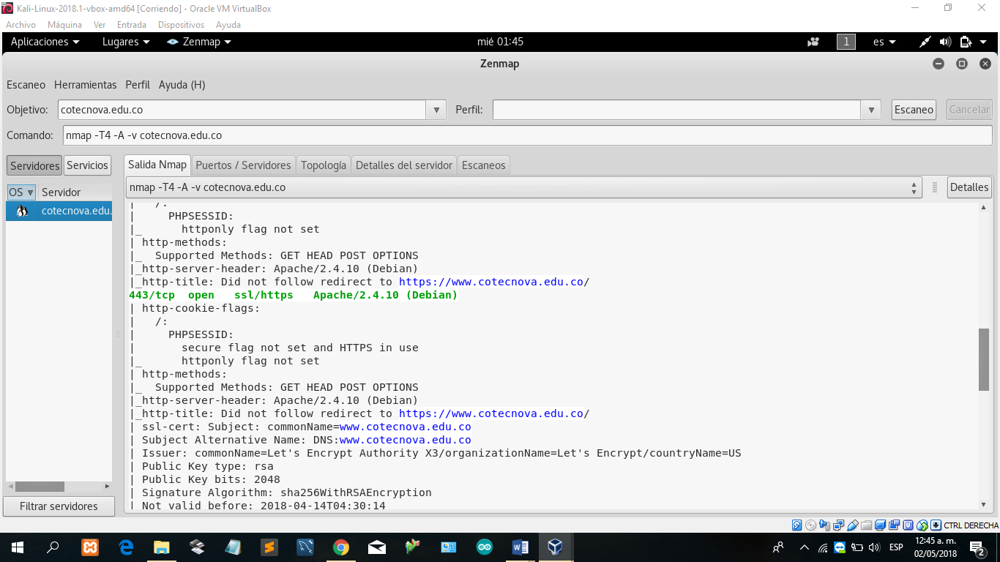 Kali-Linux-2018.1-vbox-amd64 [Corriendo] - Oracle VM VirtualBox
Archivo Máquina Ver Entrada Dispositivos Ayuda
Aplicaciones Lugares Zenmap mié 01:45 1 es
Zenmap
Escaneo Herramientas Perfil Ayuda (H)
Objetivo: cotecnova.edu.co Perfil: Escaneo Cancelar
Comando: nmap -T4 -A -v cotecnova.edu.co
Servidores Servicios Salida Nmap Puertos / Servidores Topología Detalles del servidor Escaneos
nmap -T4 -A -v cotecnova.edu.co Detalles
OS Servidor
cotecnova.edu.
|   /:
|     PHPSESSID:
|_      httponly flag not set
| http-methods:
|_  Supported Methods: GET HEAD POST OPTIONS
|_http-server-header: Apache/2.4.10 (Debian)
|_http-title: Did not follow redirect to https://www.cotecnova.edu.co/
443/tcp  open   ssl/https   Apache/2.4.10 (Debian)
| http-cookie-flags:
|   /:
|     PHPSESSID:
|       secure flag not set and HTTPS in use
|_      httponly flag not set
| http-methods:
|_  Supported Methods: GET HEAD POST OPTIONS
|_http-server-header: Apache/2.4.10 (Debian)
|_http-title: Did not follow redirect to https://www.cotecnova.edu.co/
| ssl-cert: Subject: commonName=www.cotecnova.edu.co
| Subject Alternative Name: DNS:www.cotecnova.edu.co
| Issuer: commonName=Let's Encrypt Authority X3/organizationName=Let's Encrypt/countryName=US
| Public Key type: rsa
| Public Key bits: 2048
| Signature Algorithm: sha256WithRSAEncryption
| Not valid before: 2018-04-14T04:30:14
Filtrar servidores
CTRL DERECHA
ESP 12:45 a. m.
02/05/2018 2